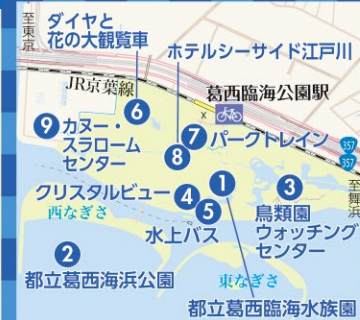 至東京
ダイヤと
花の大観覧車
ホテルシーサイド江戸川
JR京葉線
葛西臨海公園駅
x
6
9
カヌー・
スラローム
センター
7
パークトレイン
8
357
357
至舞浜
クリスタルビュー
4
1
3
鳥類園
ウォッチング
センター
西なぎさ
5
水上バス
2
都立葛西海浜公園
東なぎさ
都立葛西臨海水族園